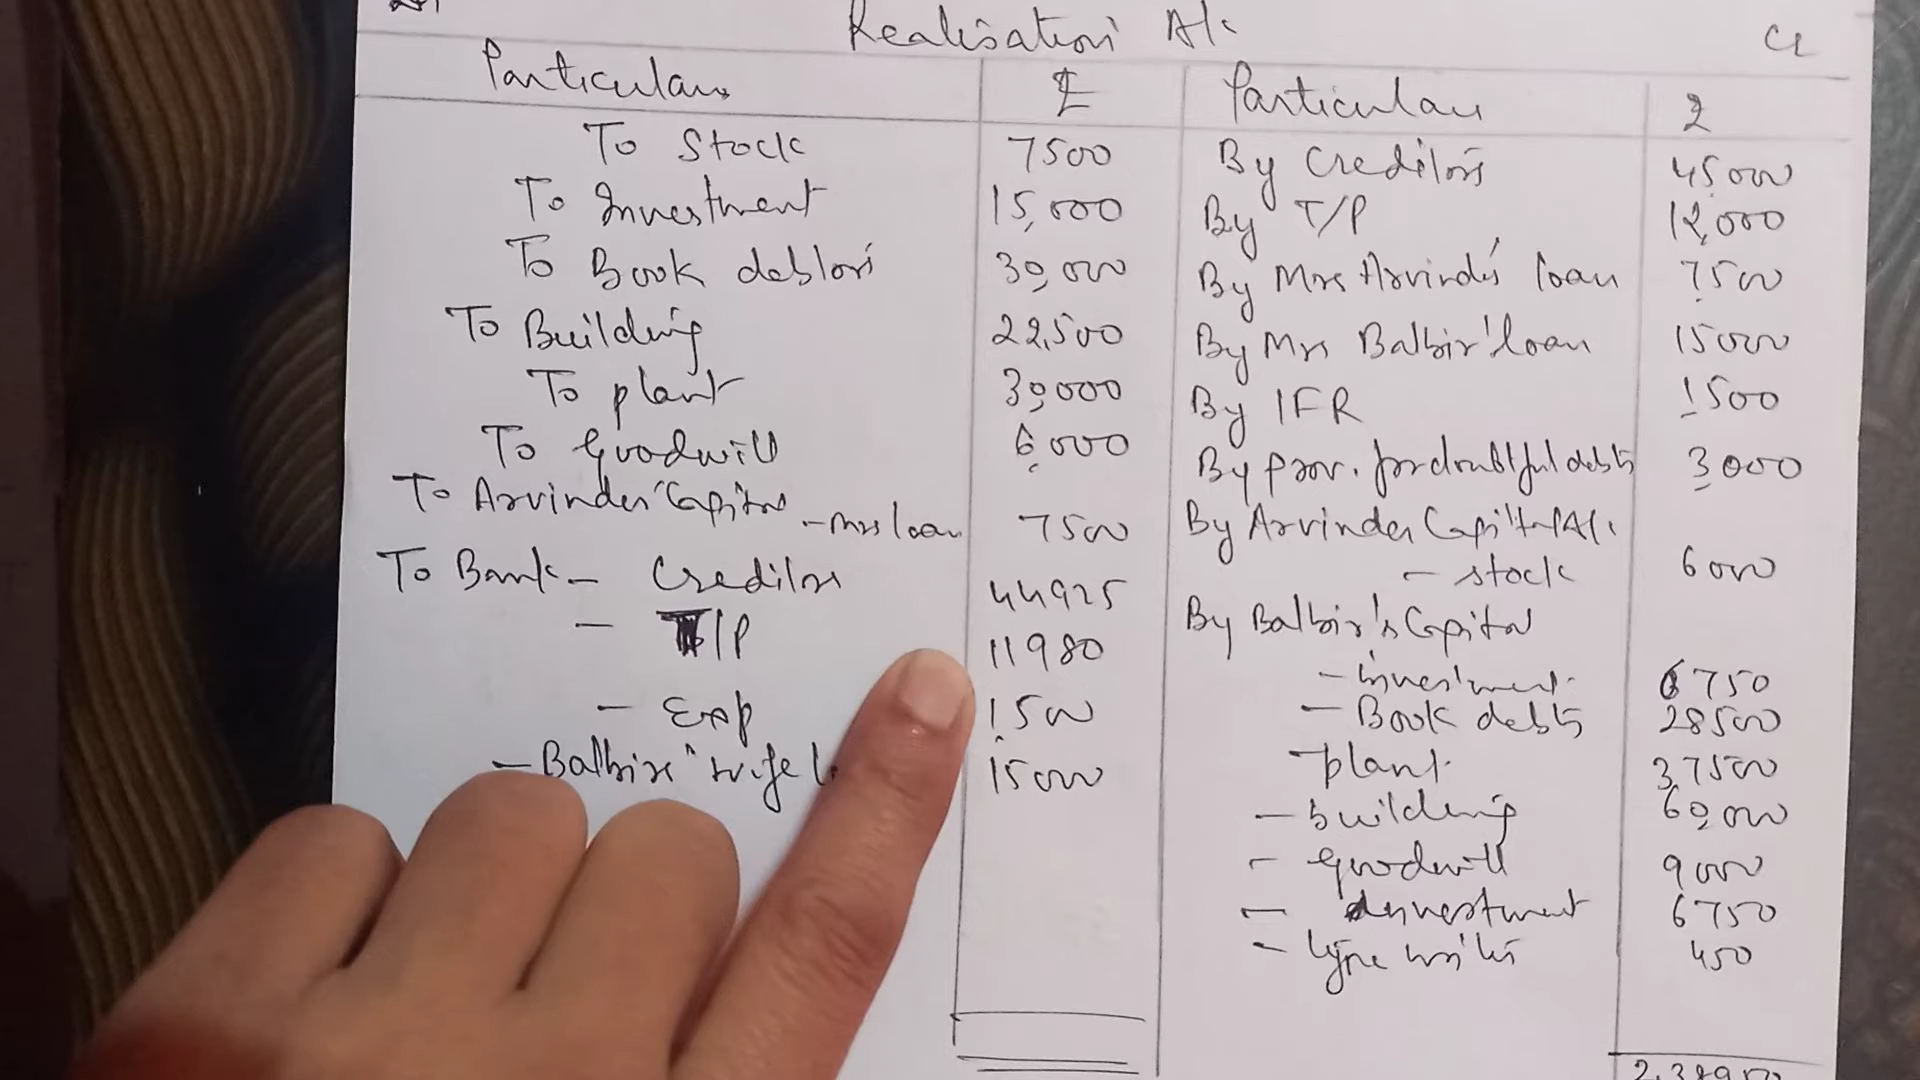 Realisation A/c
Cr
Particulars ₹ Particulars ₹
To Stock 7500 By Creditors 45000
To Investment 15,000 By T/P 12,000
To Book debtors 30,000 By Mrs Arvinder's loan 7500
To Building 22,500 By Mrs Balbir' loan 15000
To plant 30,000 By IFR 1500
To Goodwill 6,000 By prov. for doubtful debts 3000
To Arvinder' Capital - mrs loan 7500 By Arvinder Capital A/c
- stock 6000
To Bank - Creditors 44925 By Balbir's Capital
- T/P 11980 - investment. 6750
- Exp 1500 - Book debts 28500
- Balbir' wife 15000 - plant. 37500
- building 60,000
- goodwill 9000
- investment 6750
- type writer 450